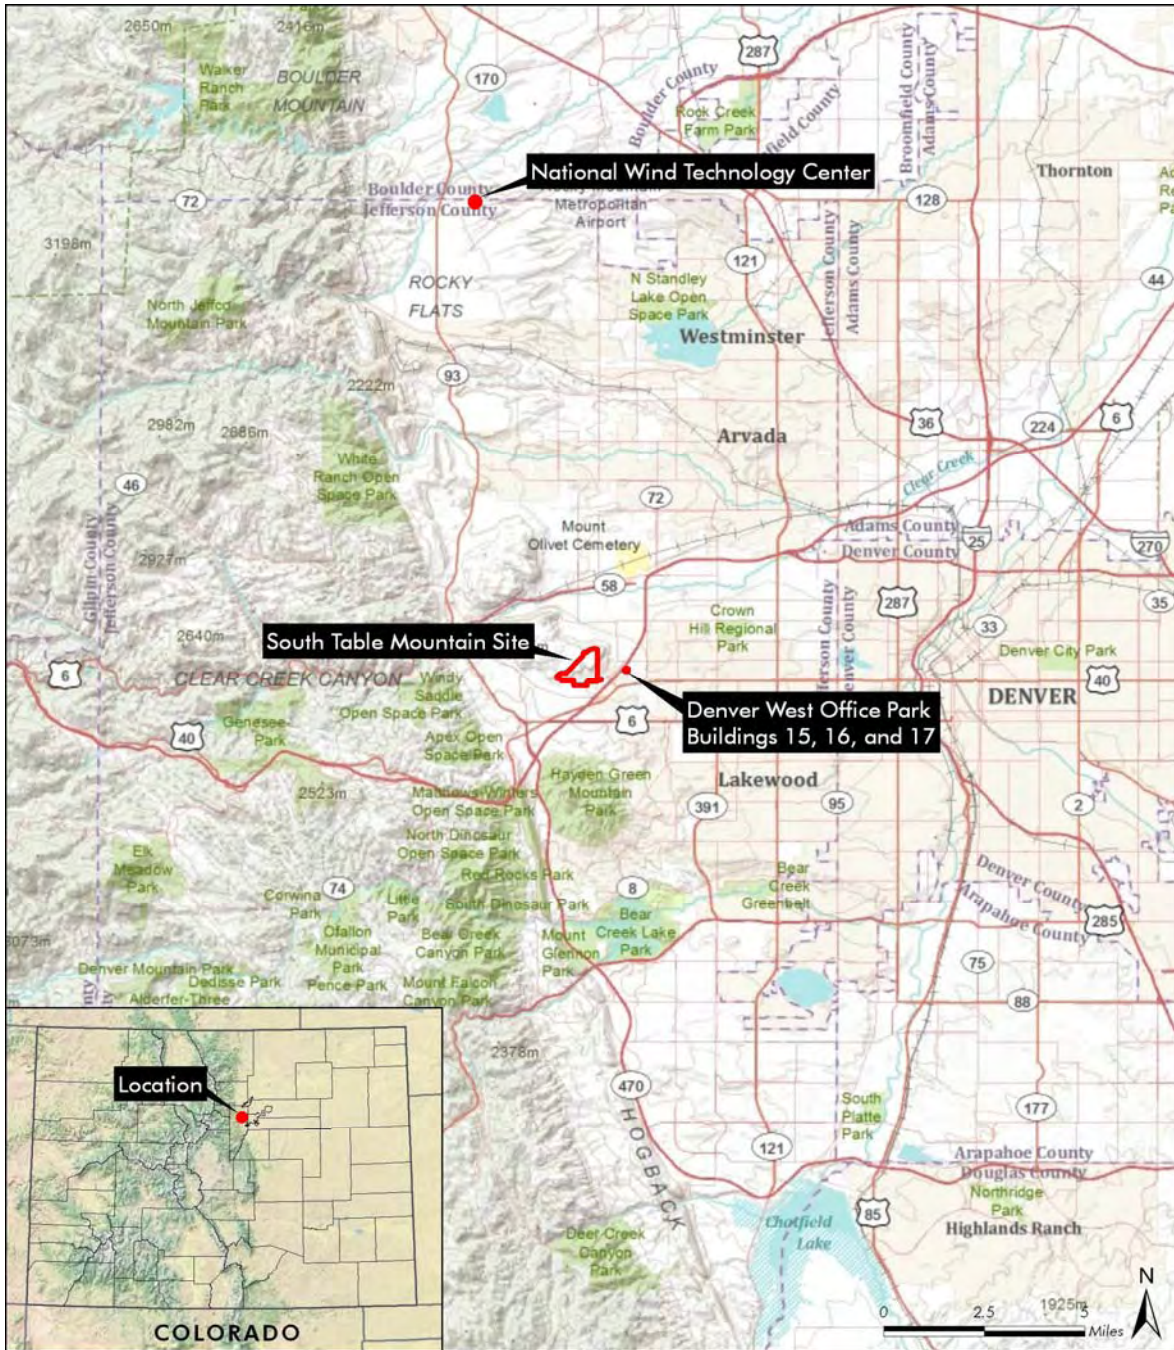 2650m
2416m
Walker
Ranch
Park
BOULDER
MOUNTAIN
170
287
Boulder County
Rock Creek
Farm Park
Broomfield County
Adams County
Thornton
National Wind Technology Center
Boulder County
Jefferson County
72
Metropolitan
Airport
128
3198m
121
44
ROCKY
FLATS
N Standley
Lake Open
Space Park
Jefferson County
Adams County
North Jeffco
Mountain Park
Westminster
93
2222m
2982m
2686m
Arvada
36
224
6
White
Ranch Open
Space Park
Clear Creek
46
72
Mount
Olivet Cemetery
Adams County
Denver County
25
270
Gilpin County
Jefferson County
2927m
58
287
35
Crown
Hill Regional
Park
33
2640m
South Table Mountain Site
Denver City Park
6
CLEAR CREEK CANYON
Windy
Saddle
Open Space Park
Jefferson County
Denver County
40
DENVER
Denver West Office Park
Buildings 15, 16, and 17
6
Genesee
Park
40
Apex Open
Space Park
Lakewood
Hayden Green
Mountain
Park
2523m
Matthews-Winters
Open Space Park
391
95
2
North Dinosaur
Open Space Park
Elk
Meadow
Park
Red Rocks Park
74
Corwina
Park
Little
Park
South Dinosaur Park
8
Bear
Creek
Greenbelt
Denver County
Arapahoe County
285
Ofallon
Municipal
Park
Bear Creek
Canyon Park
Mount
Glennon
Park
Bear
Creek Lake
Park
3073m
75
Denver Mountain Park
Dedisse Park
Pence Park
Mount Falcon
Canyon Park
Alderfer-Three
88
2378m
Location
470
HOGBACK
South
Platte
Park
177
121
Arapahoe County
Douglas County
Northridge
Park
85
Chatfield
Lake
Highlands Ranch
Deer Creek
Canyon
Park
COLORADO
N
0
2.5
5
1925m
Miles